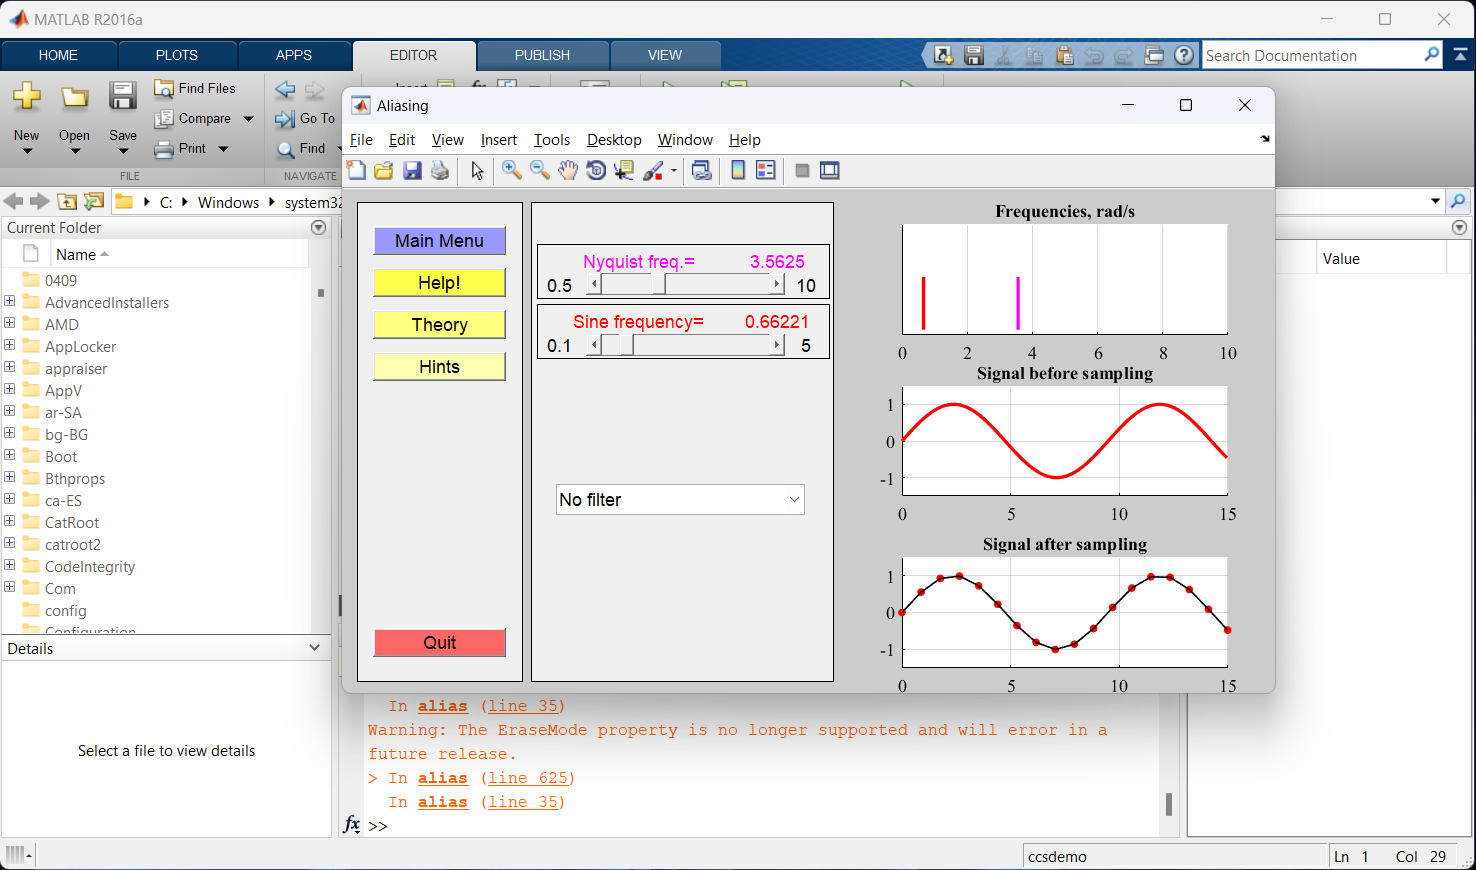 MATLAB R2016a
HOME PLOTS APPS EDITOR PUBLISH VIEW
Search Documentation
Find Files
Compare
Print
New Open Save
Go To
Find
FILE NAVIGATE
C: Windows system32
Current Folder
Name
0409
AdvancedInstallers
AMD
AppLocker
appraiser
AppV
ar-SA
bg-BG
Boot
Bthprops
ca-ES
CatRoot
catroot2
CodeIntegrity
Com
config
Configuration
Details
Select a file to view details
Aliasing
File Edit View Insert Tools Desktop Window Help
Main Menu
Help!
Theory
Hints
Quit
Nyquist freq.= 3.5625
0.5 10
Sine frequency= 0.66221
0.1 5
No filter
Frequencies, rad/s
0 2 4 6 8 10
Signal before sampling
1
0
-1
0 5 10 15
Signal after sampling
1
0
-1
0 5 10 15
Value
In alias (line 35)
Warning: The EraseMode property is no longer supported and will error in a
future release.
> In alias (line 625)
In alias (line 35)
fx >>
ccsdemo
Ln 1 Col 29